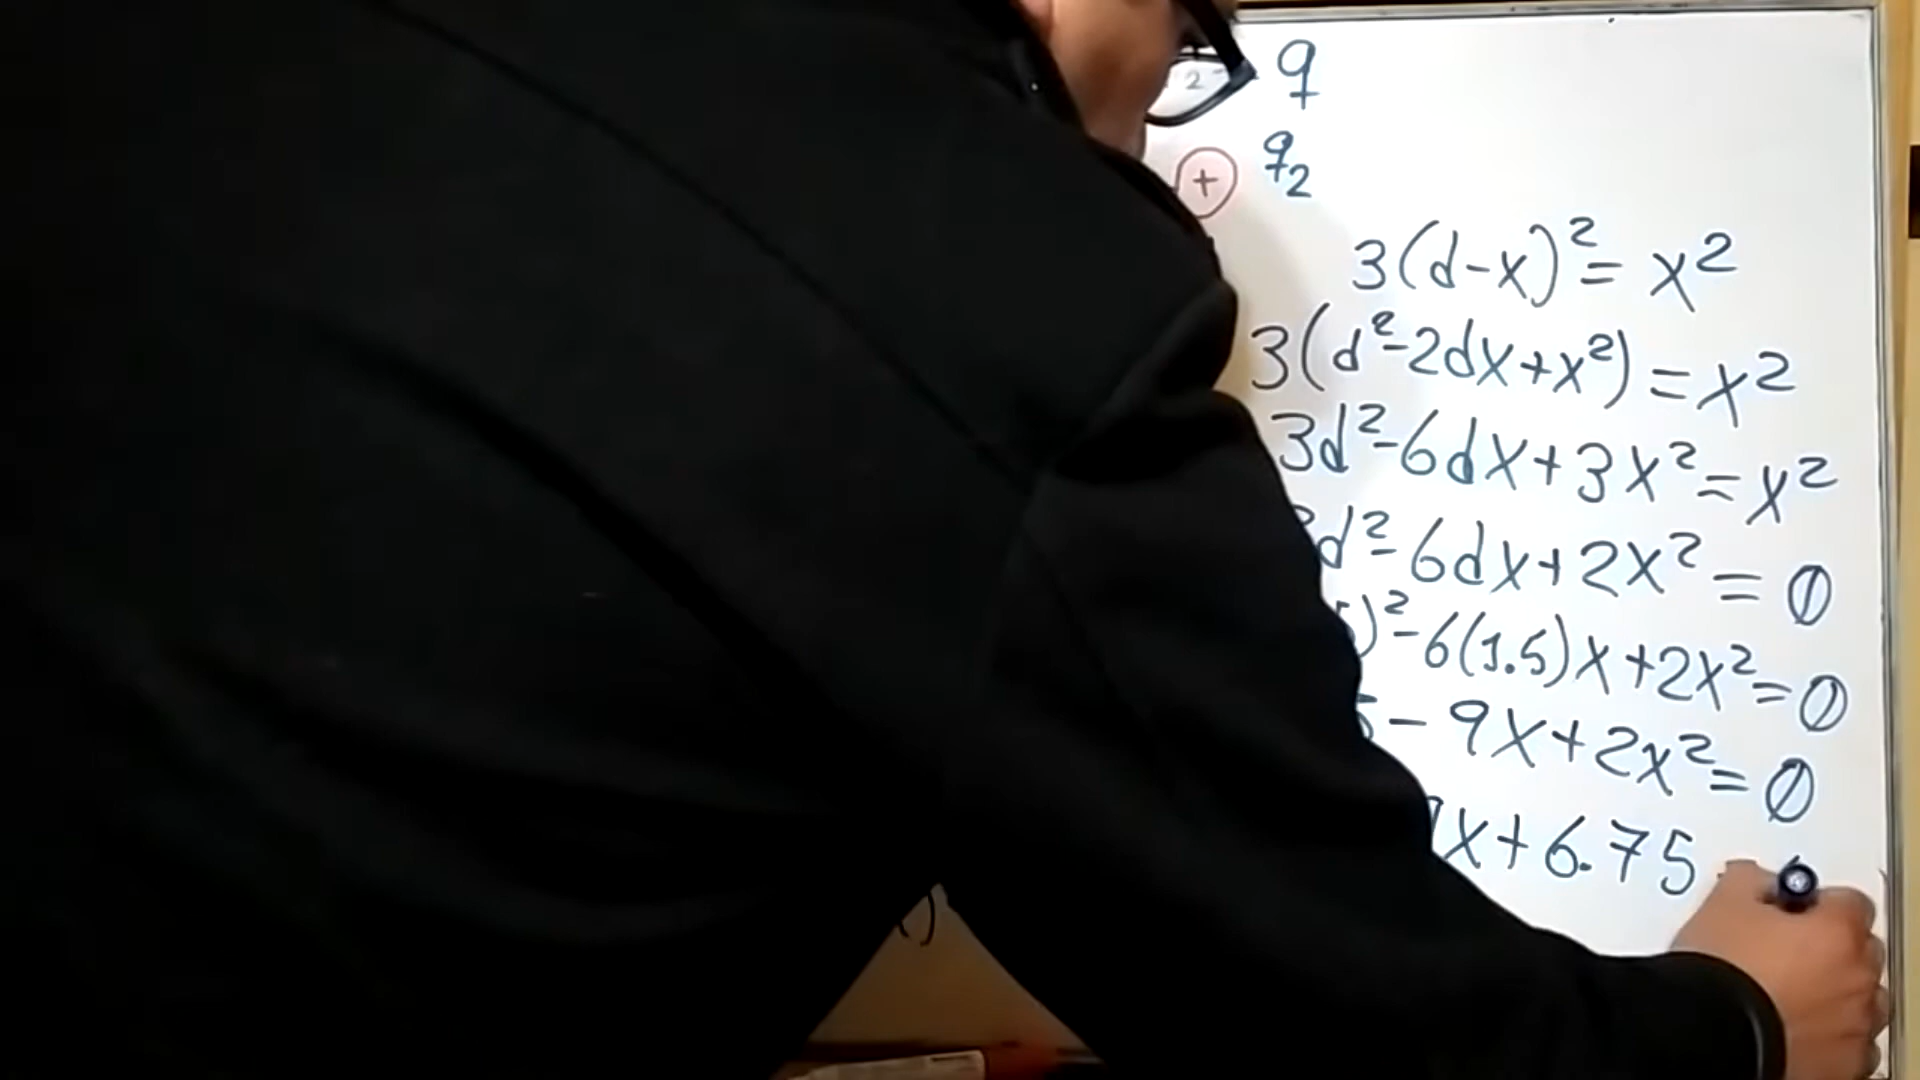 q
+ q2
3(d-x)²= x²
3(d²-2dx+x²) = x²
3d²-6dx+3x²=x²
d²-6dx+2x² = 0
)²-6(1.5)x+2x²=0
- 9x+2x²=0
x+6.75